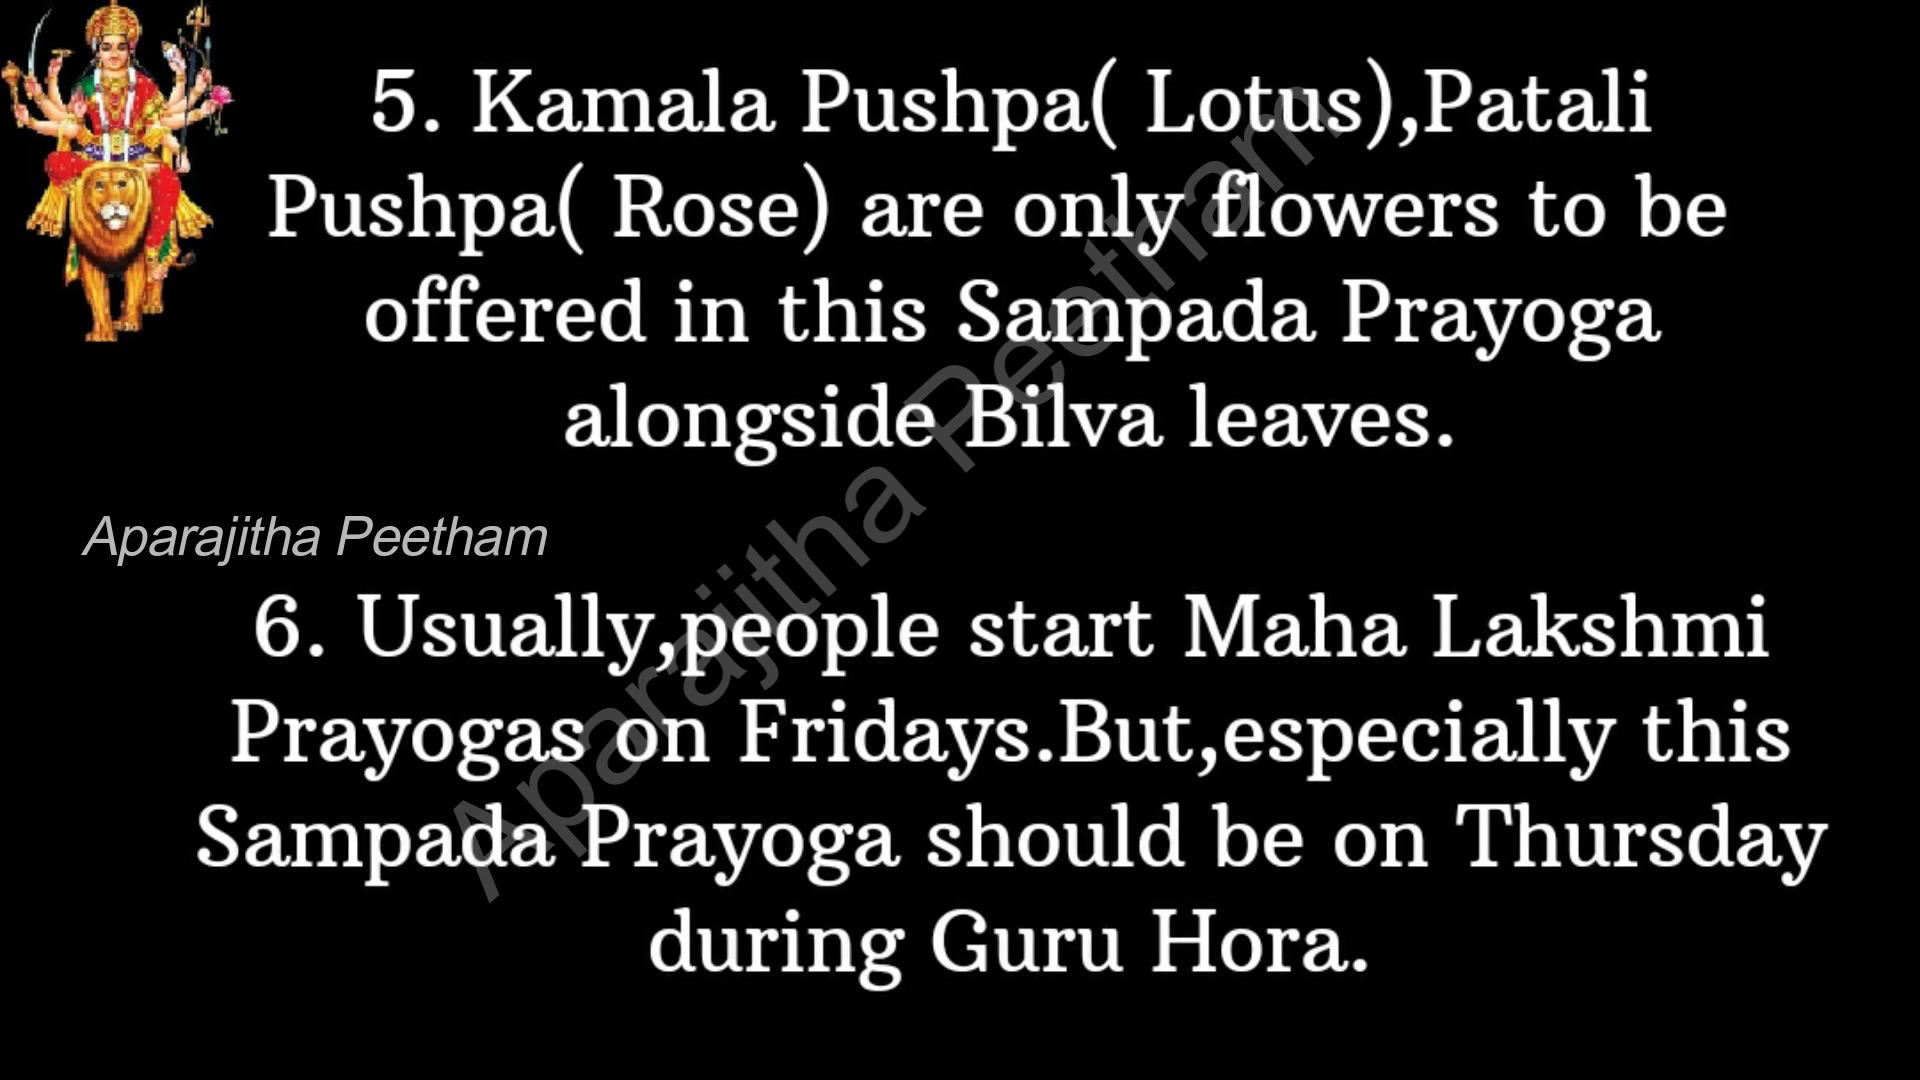 5. Kamala Pushpa( Lotus),Patali
Pushpa( Rose) are only flowers to be
offered in this Sampada Prayoga
alongside Bilva leaves.
Aparajitha Peetham
Aparajitha Peetham
6. Usually,people start Maha Lakshmi
Prayogas on Fridays.But,especially this
Sampada Prayoga should be on Thursday
during Guru Hora.